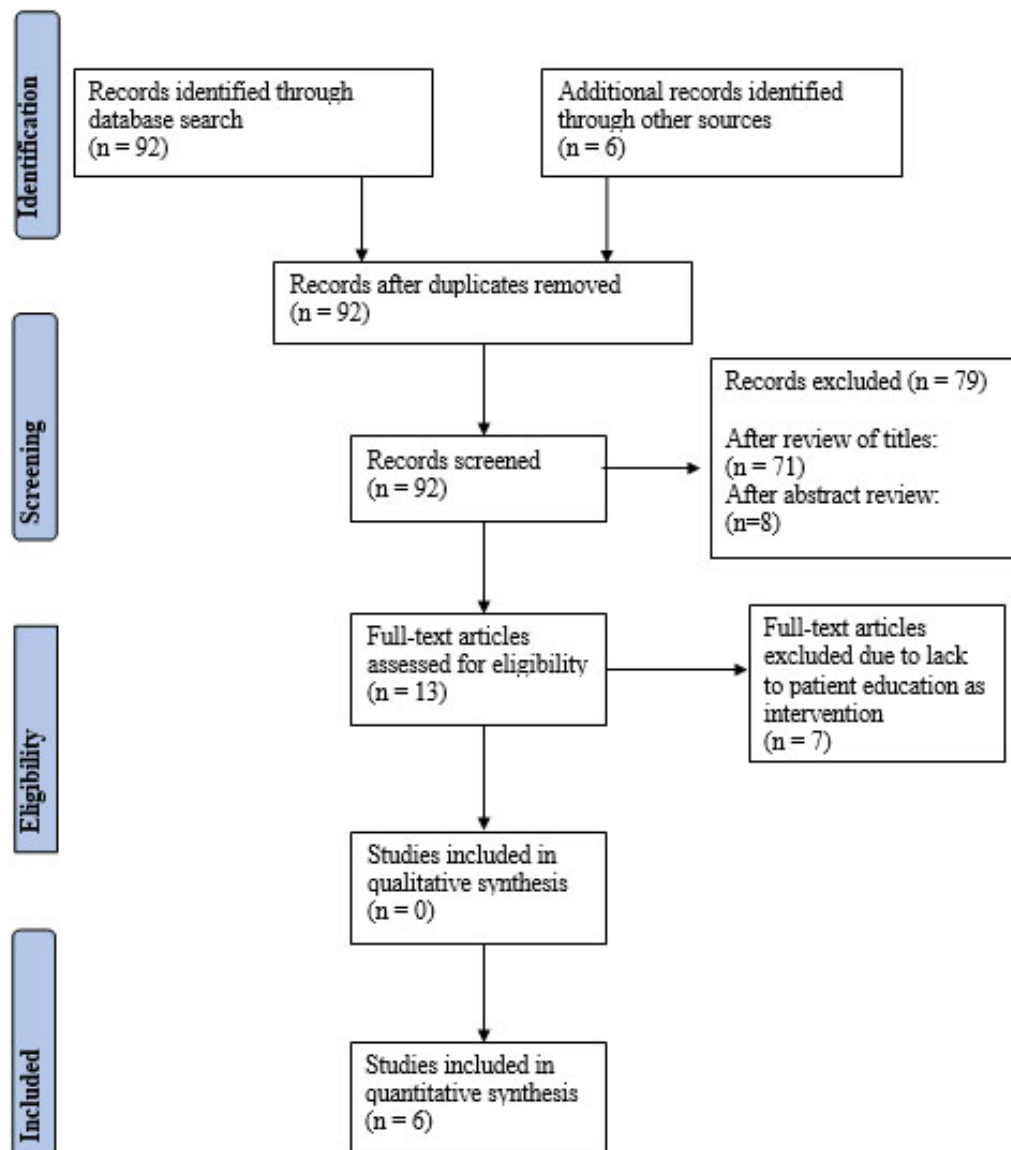 Identification
Records identified through
database search
(n = 92)
Additional records identified
through other sources
(n = 6)
Records after duplicates removed
(n = 92)
Screening
Records screened
(n = 92)
Records excluded (n = 79)
After review of titles:
(n = 71)
After abstract review:
(n=8)
Eligibility
Full-text articles
assessed for eligibility
(n = 13)
Full-text articles
excluded due to lack
to patient education as
intervention
(n = 7)
Studies included in
qualitative synthesis
(n = 0)
Included
Studies included in
quantitative synthesis
(n = 6)